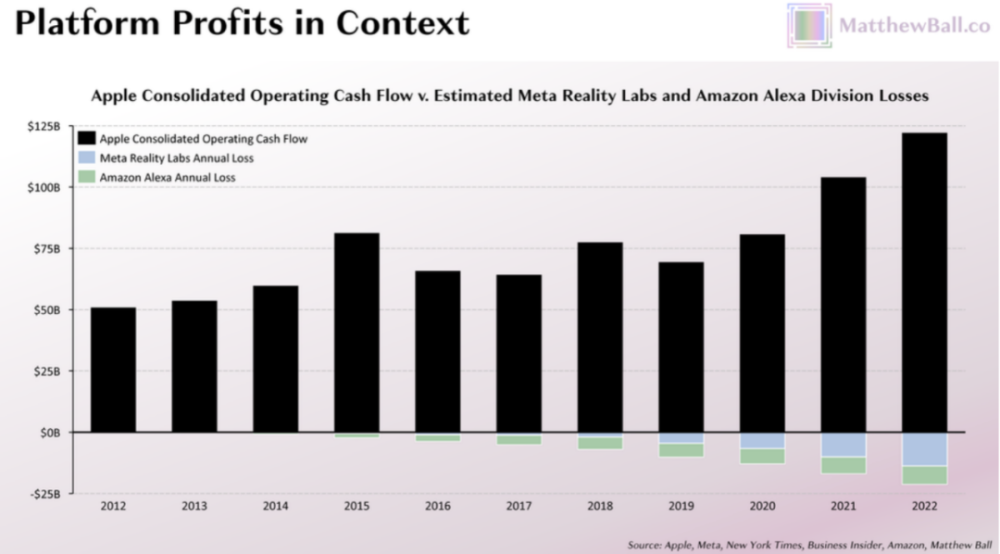 Platform Profits in Context
MatthewBall.co
Apple Consolidated Operating Cash Flow v. Estimated Meta Reality Labs and Amazon Alexa Division Losses
$125B
Apple Consolidated Operating Cash Flow
Meta Reality Labs Annual Loss
Amazon Alexa Annual Loss
$100B
$75B
$50B
$25B
$0B
-$25B
2012 2013 2014 2015 2016 2017 2018 2019 2020 2021 2022
Source: Apple, Meta, New York Times, Business Insider, Amazon, Matthew Ball